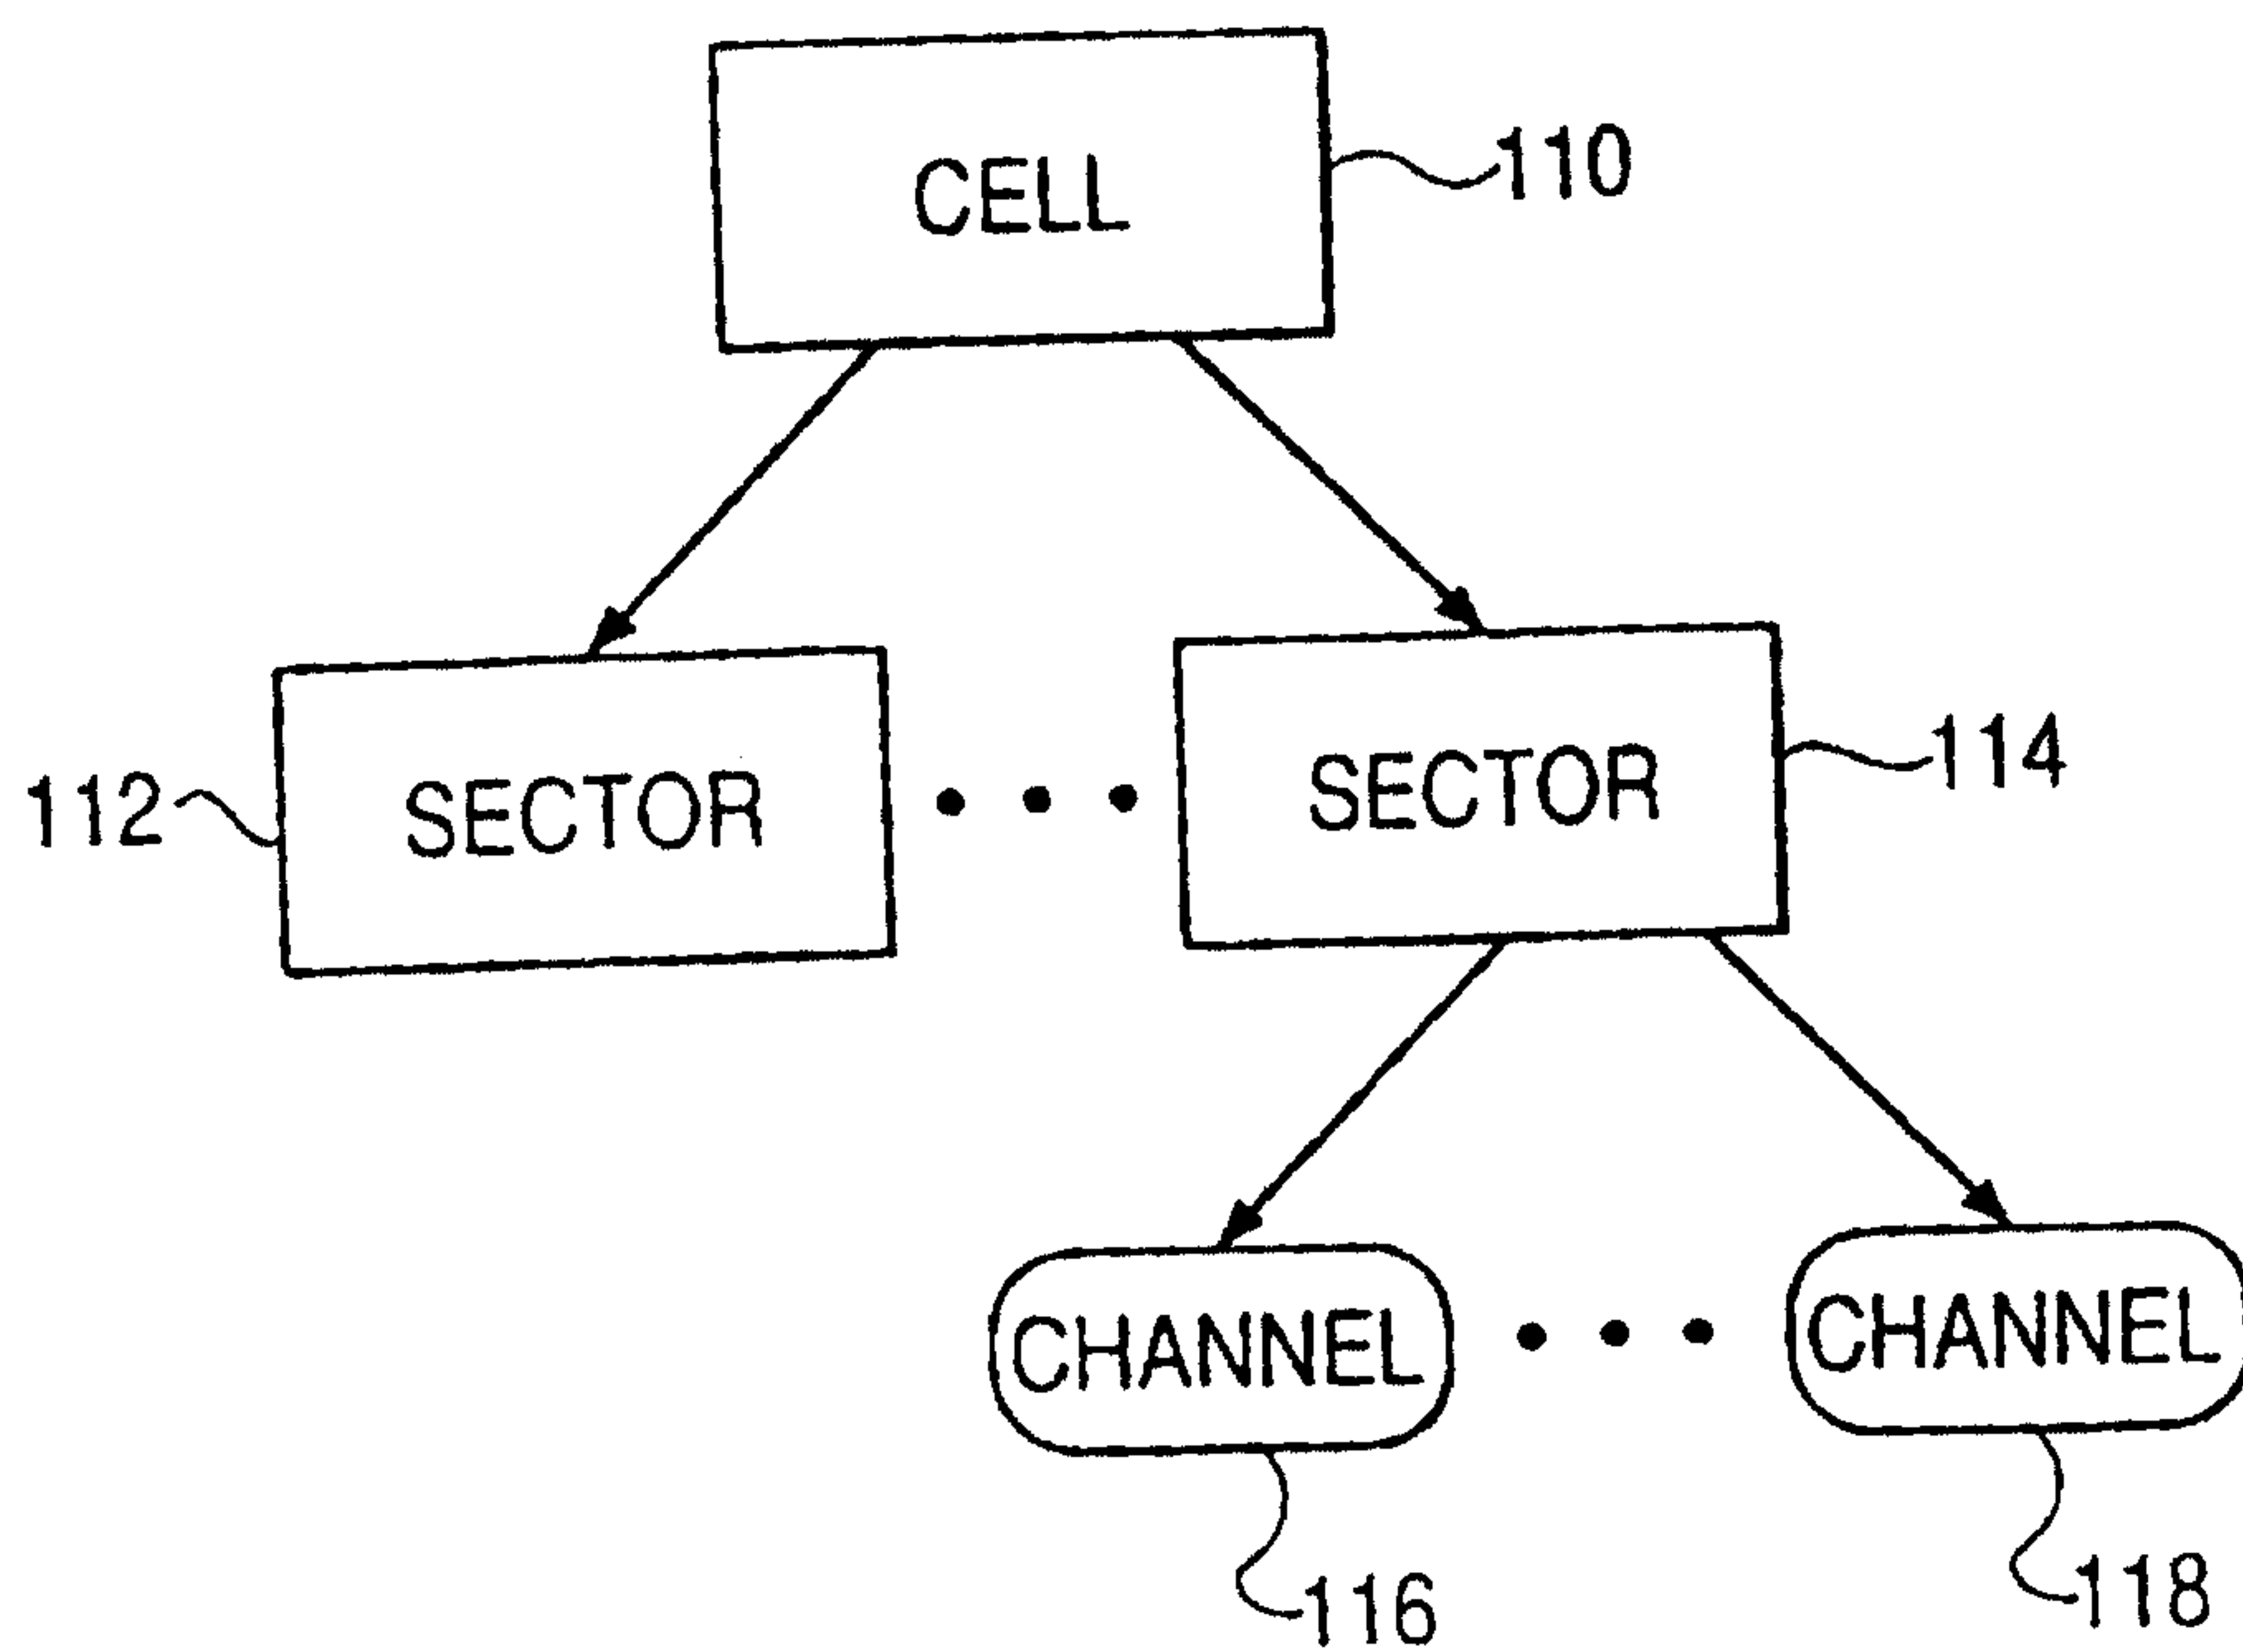 CELL
110
112
SECTOR
SECTOR
114
CHANNEL
CHANNEL
116
118